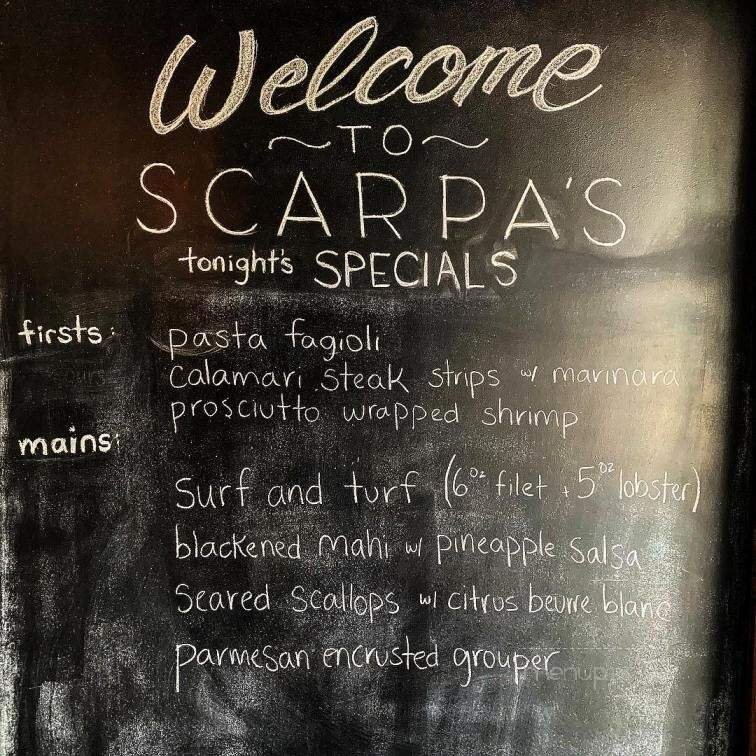 Welcome
~TO~
SCARPA'S
tonight's SPECIALS
firsts: pasta fagioli
calamari steak strips w/ marinara
prosciutto wrapped shrimp
mains:
Surf and turf (6oz filet + 5oz lobster)
blackened mahi w/ pineapple salsa
Seared Scallops w/ citrus beurre blanc
parmesan encrusted grouper